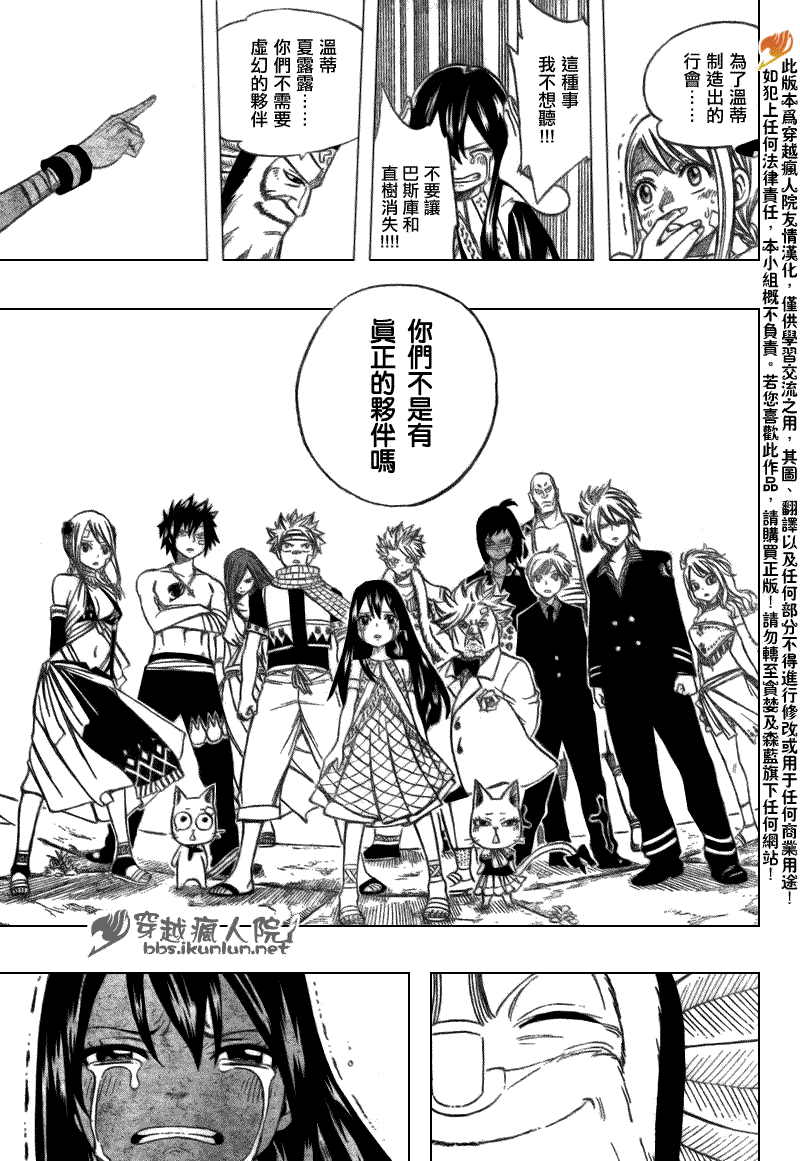 為了溫蒂
制造出的
行會……
這種事
我不想聽!!!
不要讓
巴斯庫和
直樹消失!!!!
溫蒂
夏露露……
你們不需要
虛幻的夥伴
你們不是有
眞正的夥伴嗎
穿越瘋人院
bbs.ikunlun.net
此版本爲穿越瘋人院友情漢化，僅供學習交流之用，其圖、翻譯以及任何部分不得進行修改或用于任何商業用途！
如犯上任何法律責任，本小組概不負責。若您喜歡此作品，請購買正版！請勿轉至貪婪及森藍旗下任何網站！